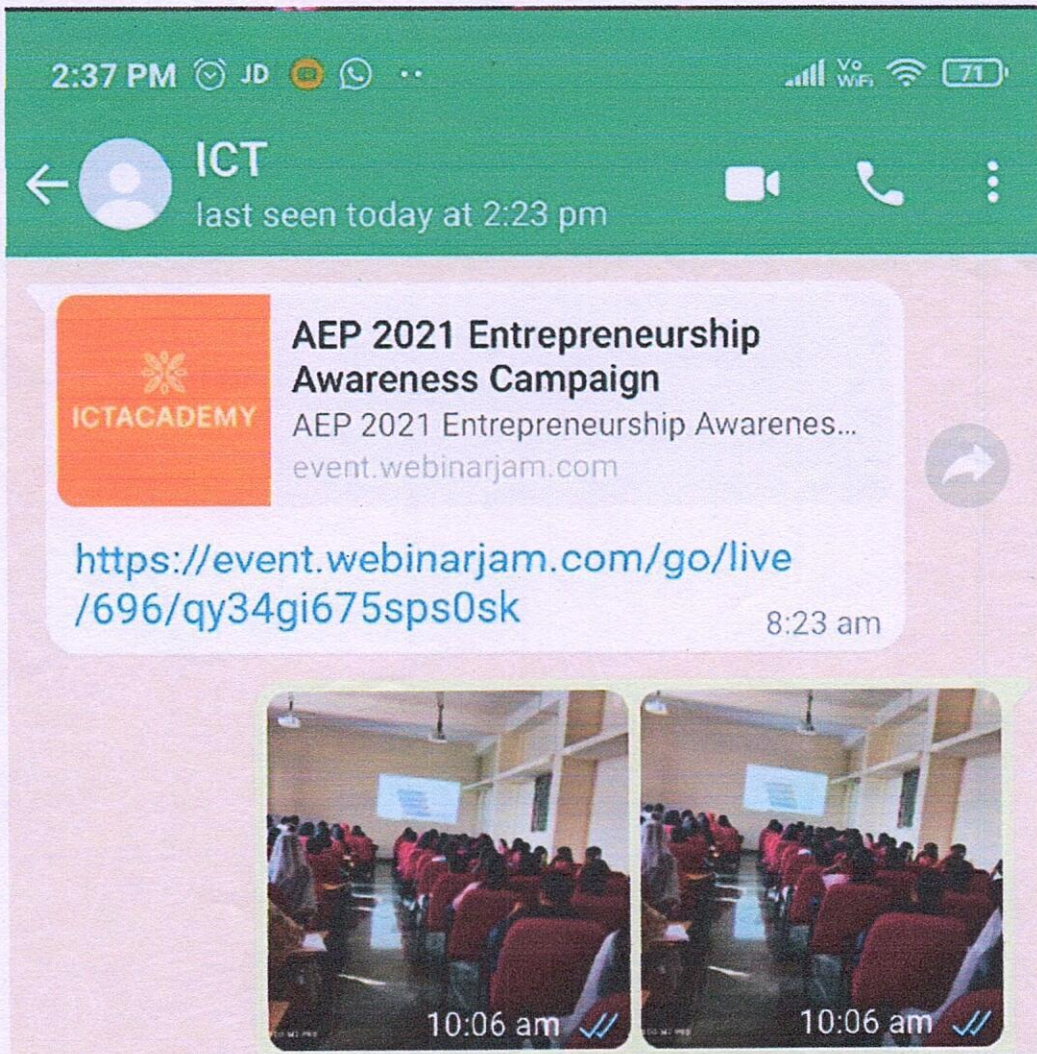 2:37 PM JD Vo WiFi 71
ICT
last seen today at 2:23 pm
ICTACADEMY
AEP 2021 Entrepreneurship
Awareness Campaign
AEP 2021 Entrepreneurship Awarenes...
event.webinarjam.com
https://event.webinarjam.com/go/live
/696/qy34gi675sps0sk
8:23 am
10:06 am
10:06 am